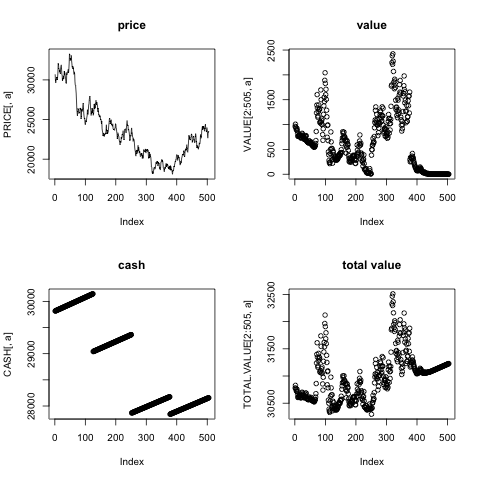 price
PRICE[, a]
20000 25000 30000
0 100 200 300 400 500
Index
value
VALUE[2:505, a]
0 500 1500 2500
0 100 200 300 400 500
Index
cash
CASH[, a]
28000 29000 30000
0 100 200 300 400 500
Index
total value
TOTAL.VALUE[2:505, a]
30500 31500 32500
0 100 200 300 400 500
Index